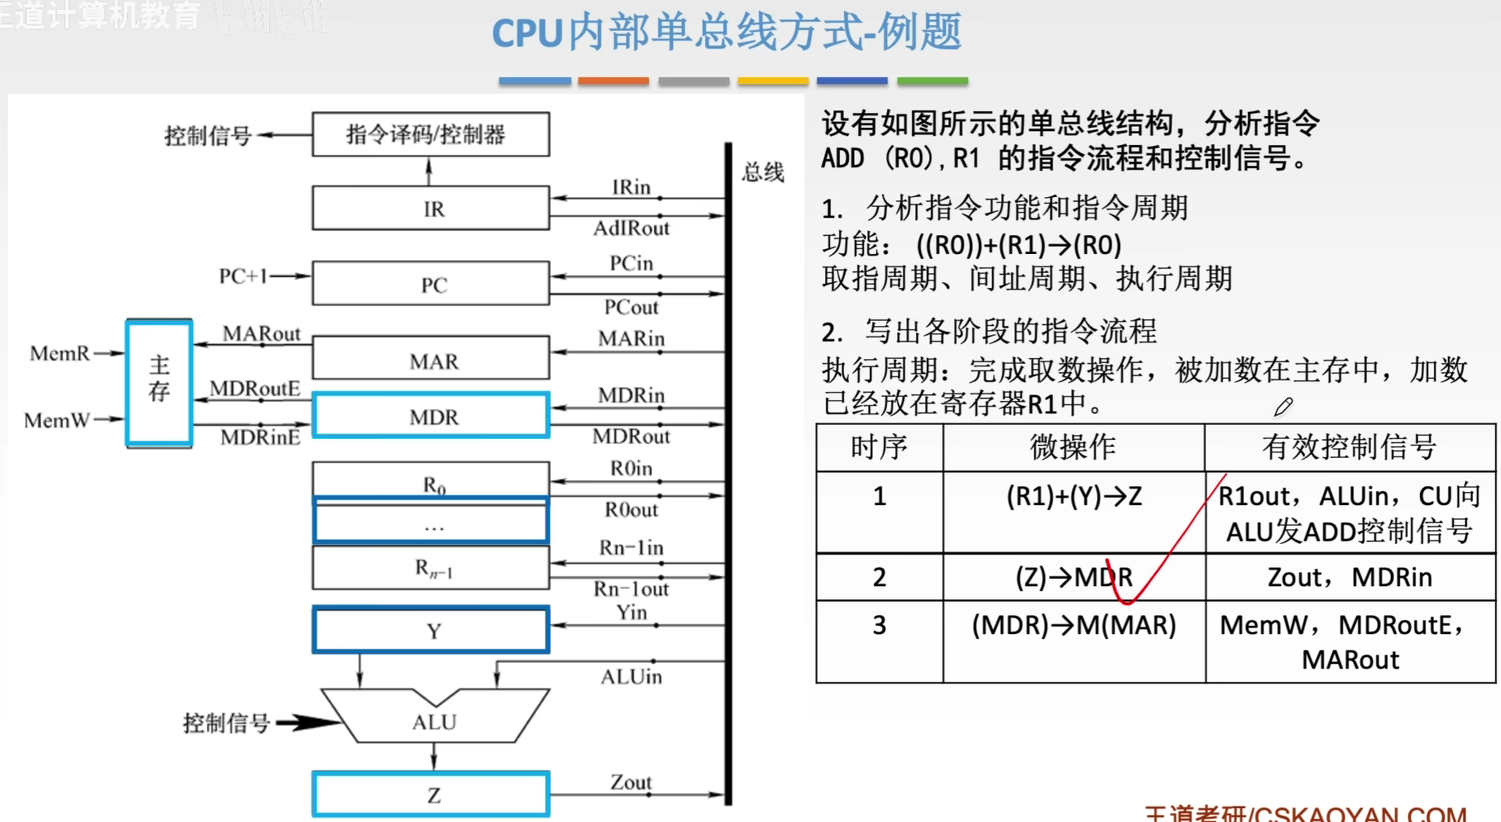 王道计算机教育
CPU内部单总线方式-例题
控制信号
指令译码/控制器
总线
IRin
IR
AdIRout
PC+1
PCin
PC
PCout
MARout
MARin
MemR
主存
MAR
MDRoutE
MDRin
MemW
MDR
MDRinE
MDRout
R0in
R0
R0out
...
Rn-1in
Rn-1
Rn-1out
Yin
Y
ALUin
控制信号
ALU
Zout
Z
设有如图所示的单总线结构，分析指令
ADD (R0),R1 的指令流程和控制信号。
1. 分析指令功能和指令周期
功能： ((R0))+(R1)→(R0)
取指周期、间址周期、执行周期
2. 写出各阶段的指令流程
执行周期：完成取数操作，被加数在主存中，加数
已经放在寄存器R1中。
时序 微操作 有效控制信号
1 (R1)+(Y)→Z R1out，ALUin，CU向
ALU发ADD控制信号
2 (Z)→MDR Zout，MDRin
3 (MDR)→M(MAR) MemW，MDRoutE，
MARout
王道考研/CSKAOYAN.COM